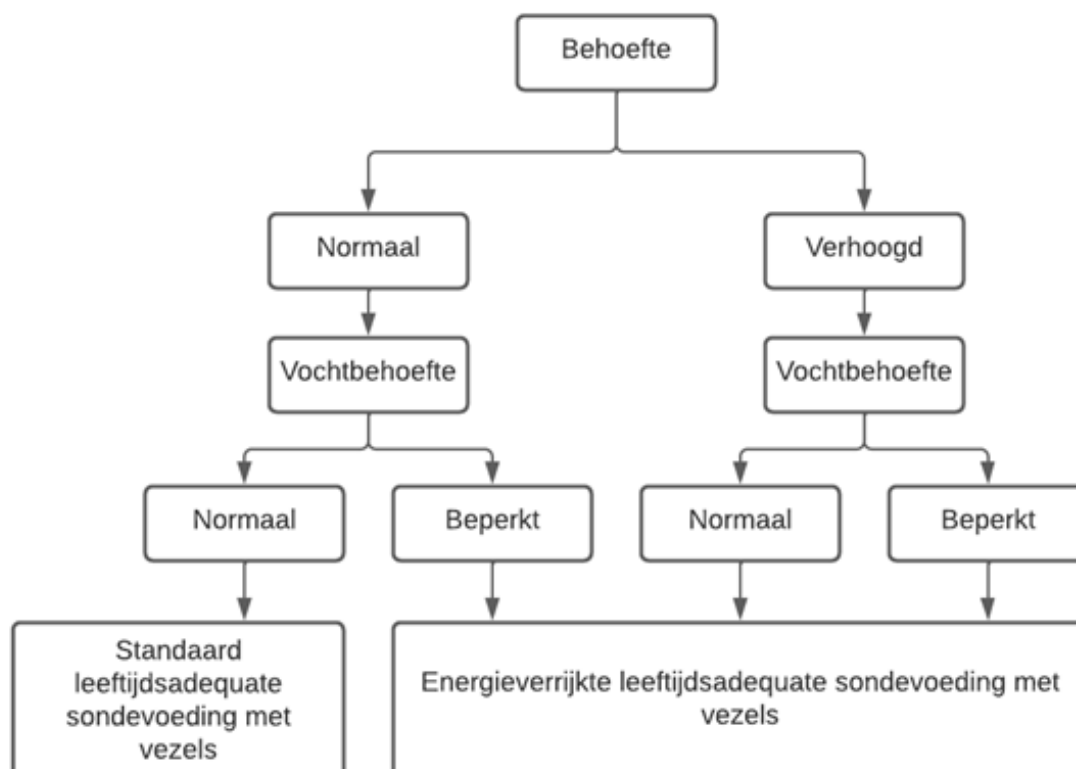 Behoefte
Normaal
Verhoogd
Vochtbehoefte
Vochtbehoefte
Normaal
Beperkt
Normaal
Beperkt
Standaard
leeftijdsadequate
sondevoeding met
vezels
Energieverrijkte leeftijdsadequate sondevoeding met
vezels